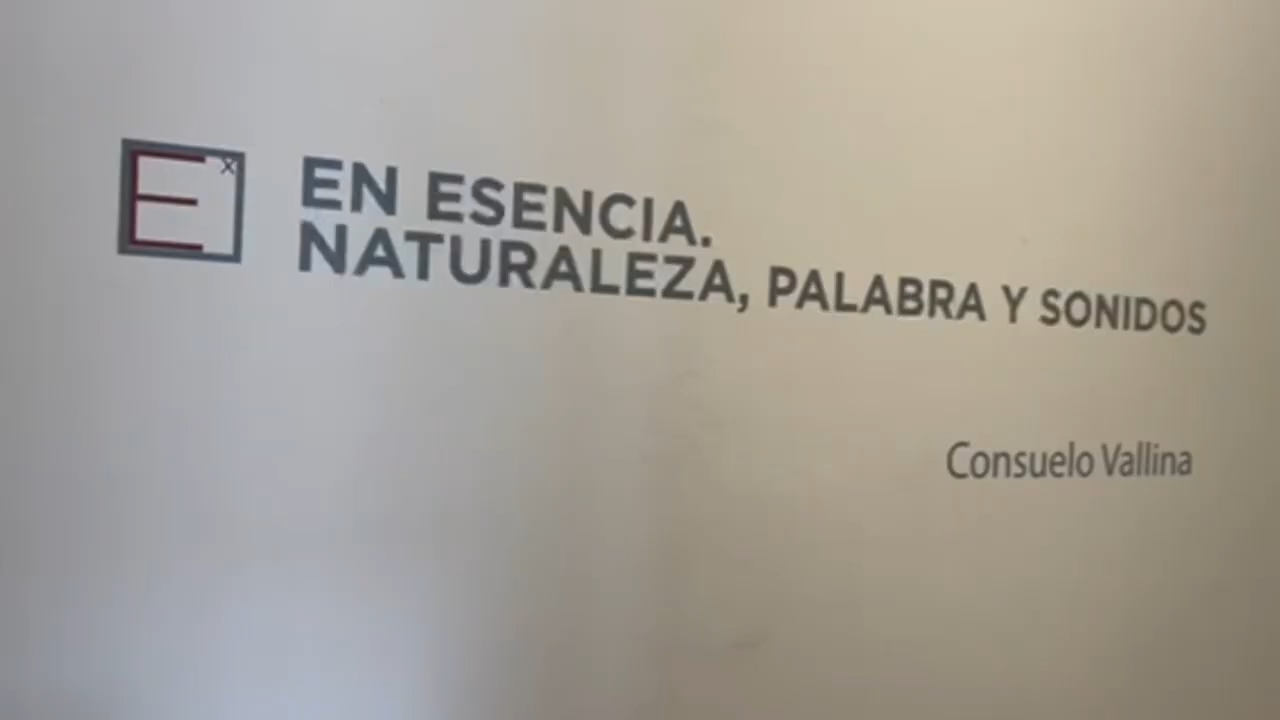 E x
EN ESENCIA.
NATURALEZA, PALABRA Y SONIDOS
Consuelo Vallina